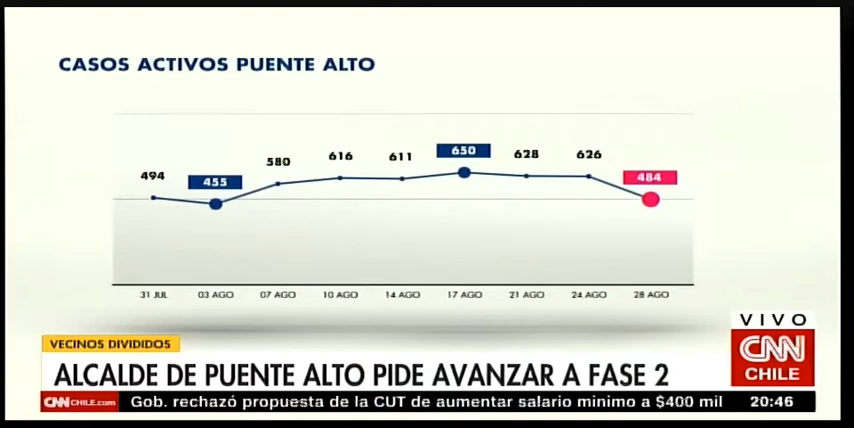 CASOS ACTIVOS PUENTE ALTO
494
455
580
616
611
650
628
626
484
31 JUL
03 AGO
07 AGO
10 AGO
14 AGO
17 AGO
21 AGO
24 AGO
28 AGO
VIVO
CNN
CHILE
VECINOS DIVIDIDOS
ALCALDE DE PUENTE ALTO PIDE AVANZAR A FASE 2
CNN CHILE.com Gob. rechazó propuesta de la CUT de aumentar salario mínimo a $400 mil 20:46